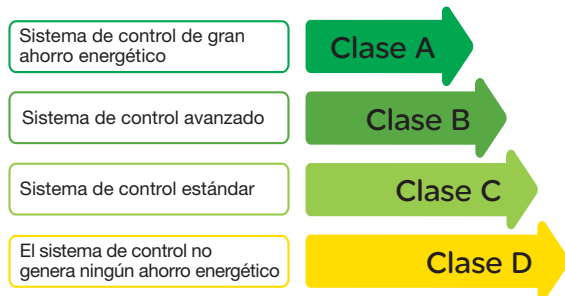 Sistema de control de gran
ahorro energético
Clase A
Sistema de control avanzado
Clase B
Sistema de control estándar
Clase C
El sistema de control no
genera ningún ahorro energético
Clase D